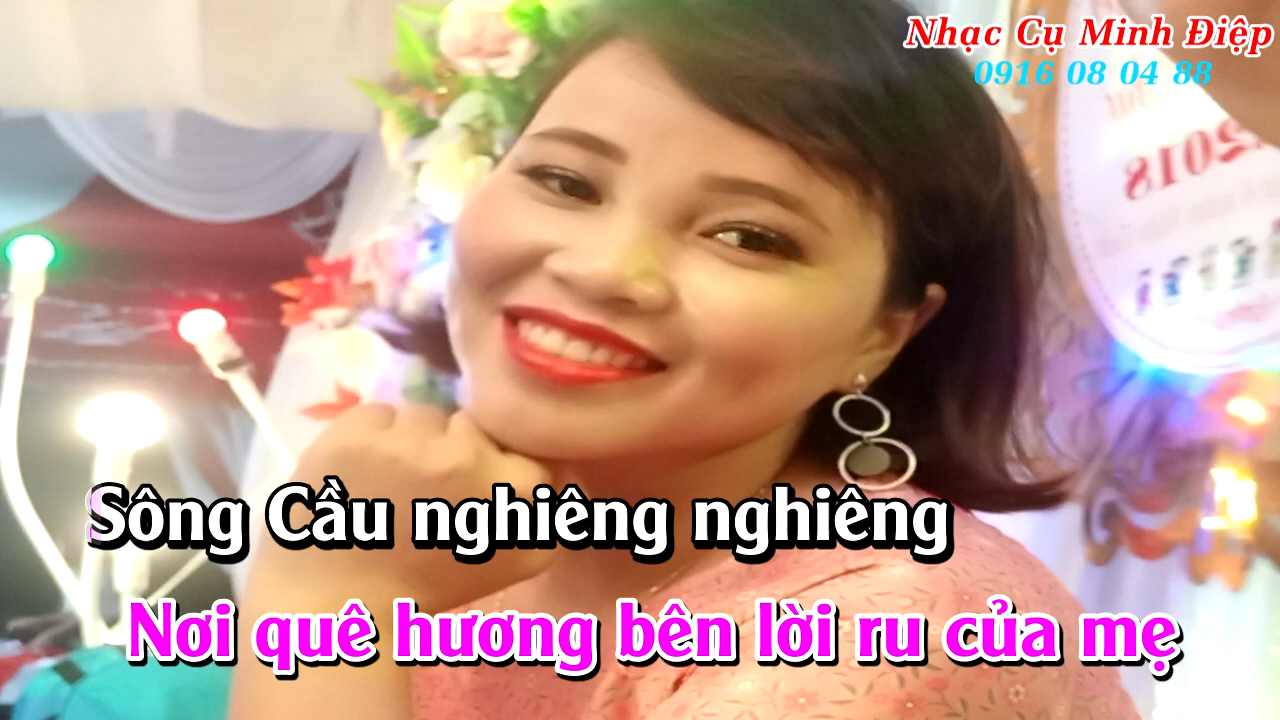 Nhạc Cụ Minh Điệp
0916 08 04 88
2018
Sông Cầu nghiêng nghiêng
Nơi quê hương bên lời ru của mẹ